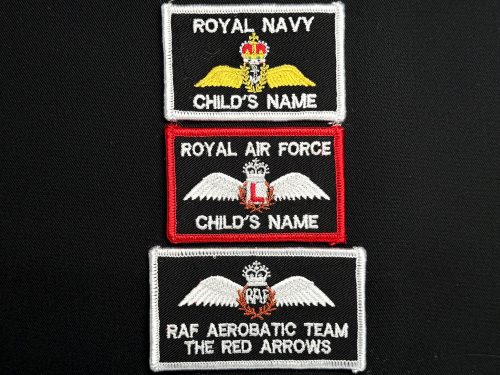 ROYAL NAVY
CHILD'S NAME
ROYAL AIR FORCE
L
CHILD'S NAME
RAF
RAF AEROBATIC TEAM
THE RED ARROWS